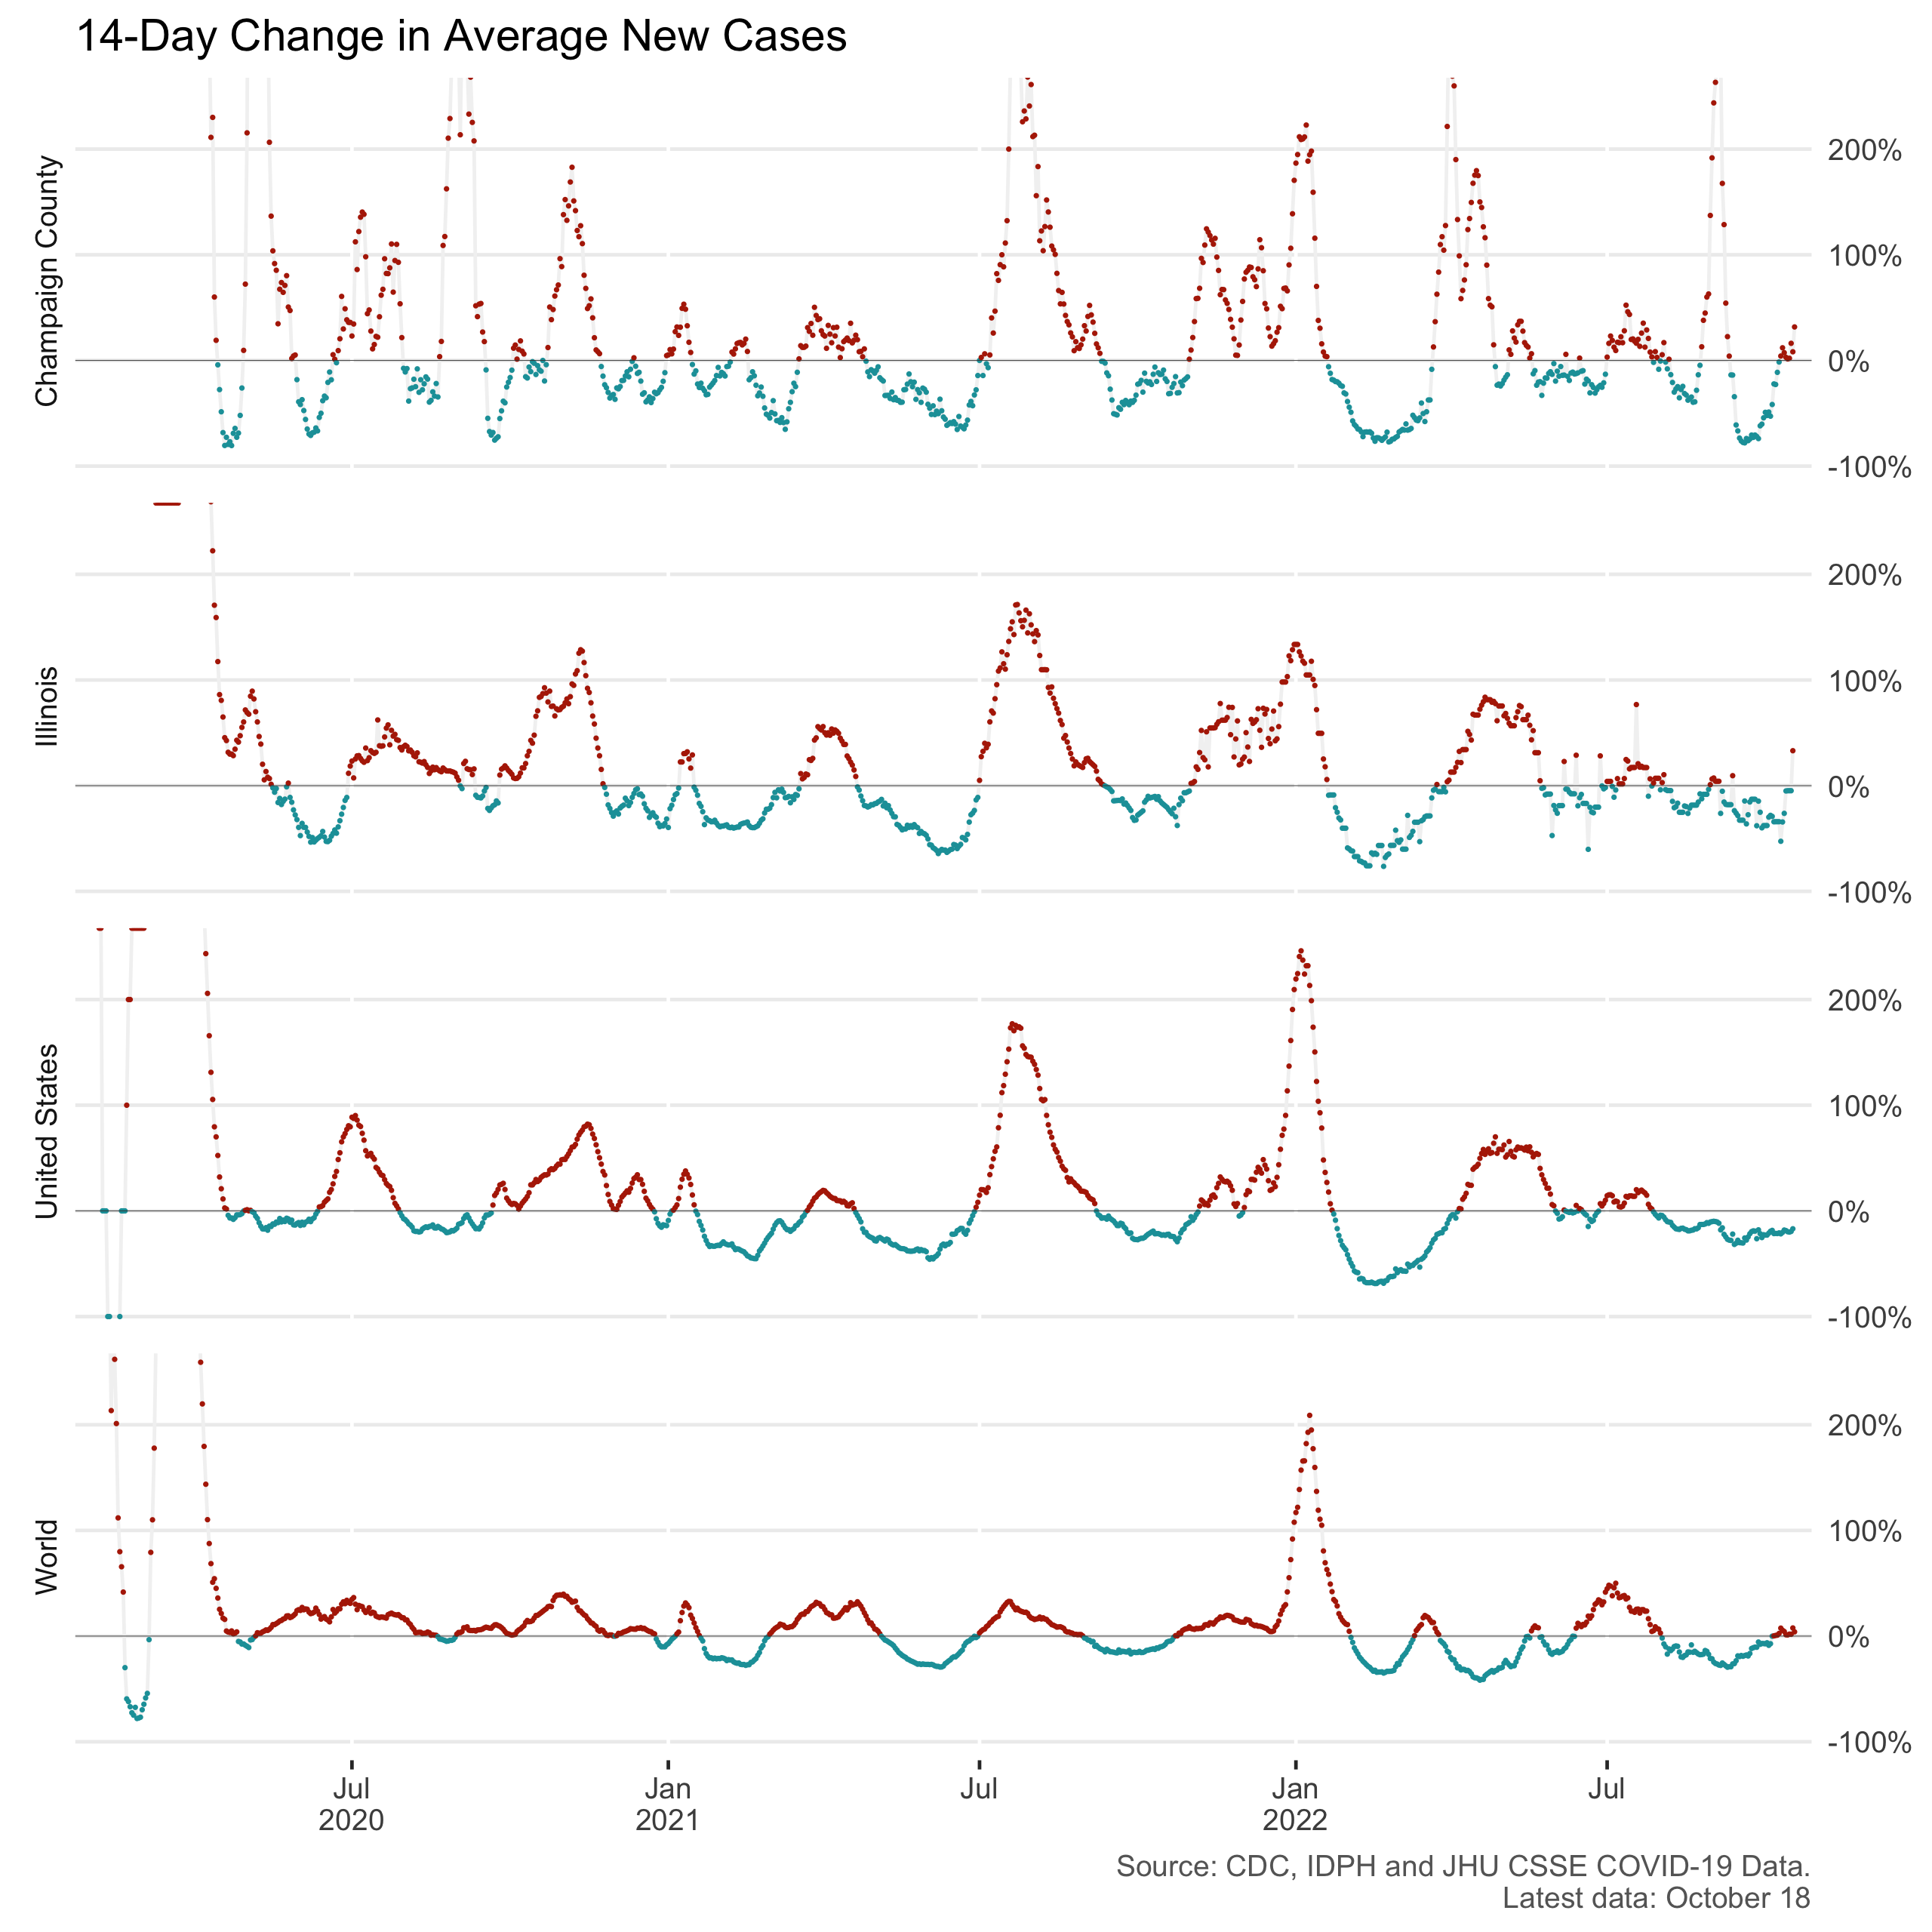 14-Day Change in Average New Cases
Champaign County
200%
100%
0%
-100%
Illinois
200%
100%
0%
-100%
United States
200%
100%
0%
-100%
World
200%
100%
0%
-100%
Jul
2020
Jan
2021
Jul
Jan
2022
Jul
Source: CDC, IDPH and JHU CSSE COVID-19 Data.
Latest data: October 18